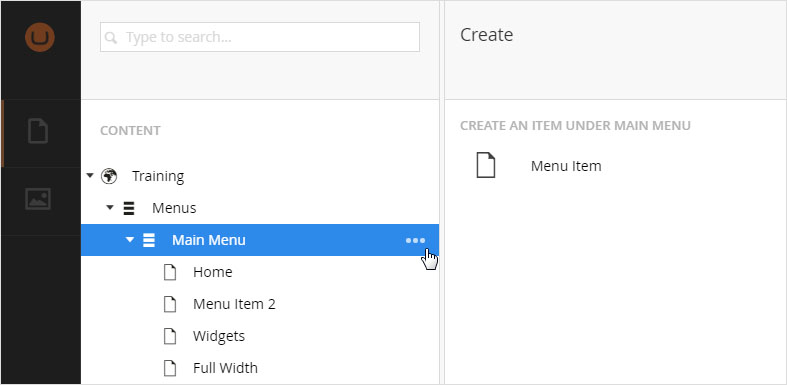 Type to search...
CONTENT
Training
Menus
Main Menu
Home
Menu Item 2
Widgets
Full Width
Create
CREATE AN ITEM UNDER MAIN MENU
Menu Item